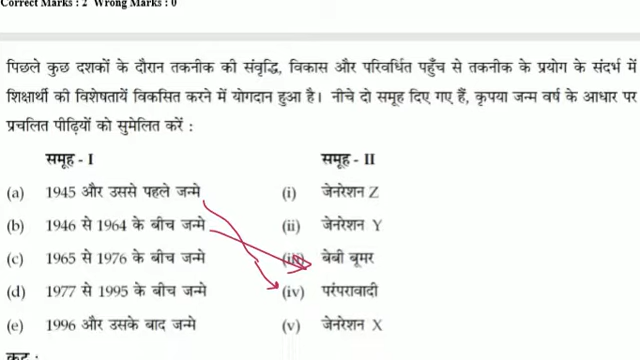 Correct Marks : 2 Wrong Marks : 0
पिछले कुछ दशकों के दौरान तकनीक की संवृद्धि, विकास और परिवर्धित पहुँच से तकनीक के प्रयोग के संदर्भ में
शिक्षार्थी की विशेषतायें विकसित करने में योगदान हुआ है। नीचे दो समूह दिए गए हैं, कृपया जन्म वर्ष के आधार पर
प्रचलित पीढ़ियों को सुमेलित करें :
समूह - I समूह - II
(a) 1945 और उससे पहले जन्मे (i) जेनरेशन Z
(b) 1946 से 1964 के बीच जन्मे (ii) जेनरेशन Y
(c) 1965 से 1976 के बीच जन्मे (iii) बेबी बूमर
(d) 1977 से 1995 के बीच जन्मे (iv) परंपरावादी
(e) 1996 और उसके बाद जन्मे (v) जेनरेशन X
कूट :